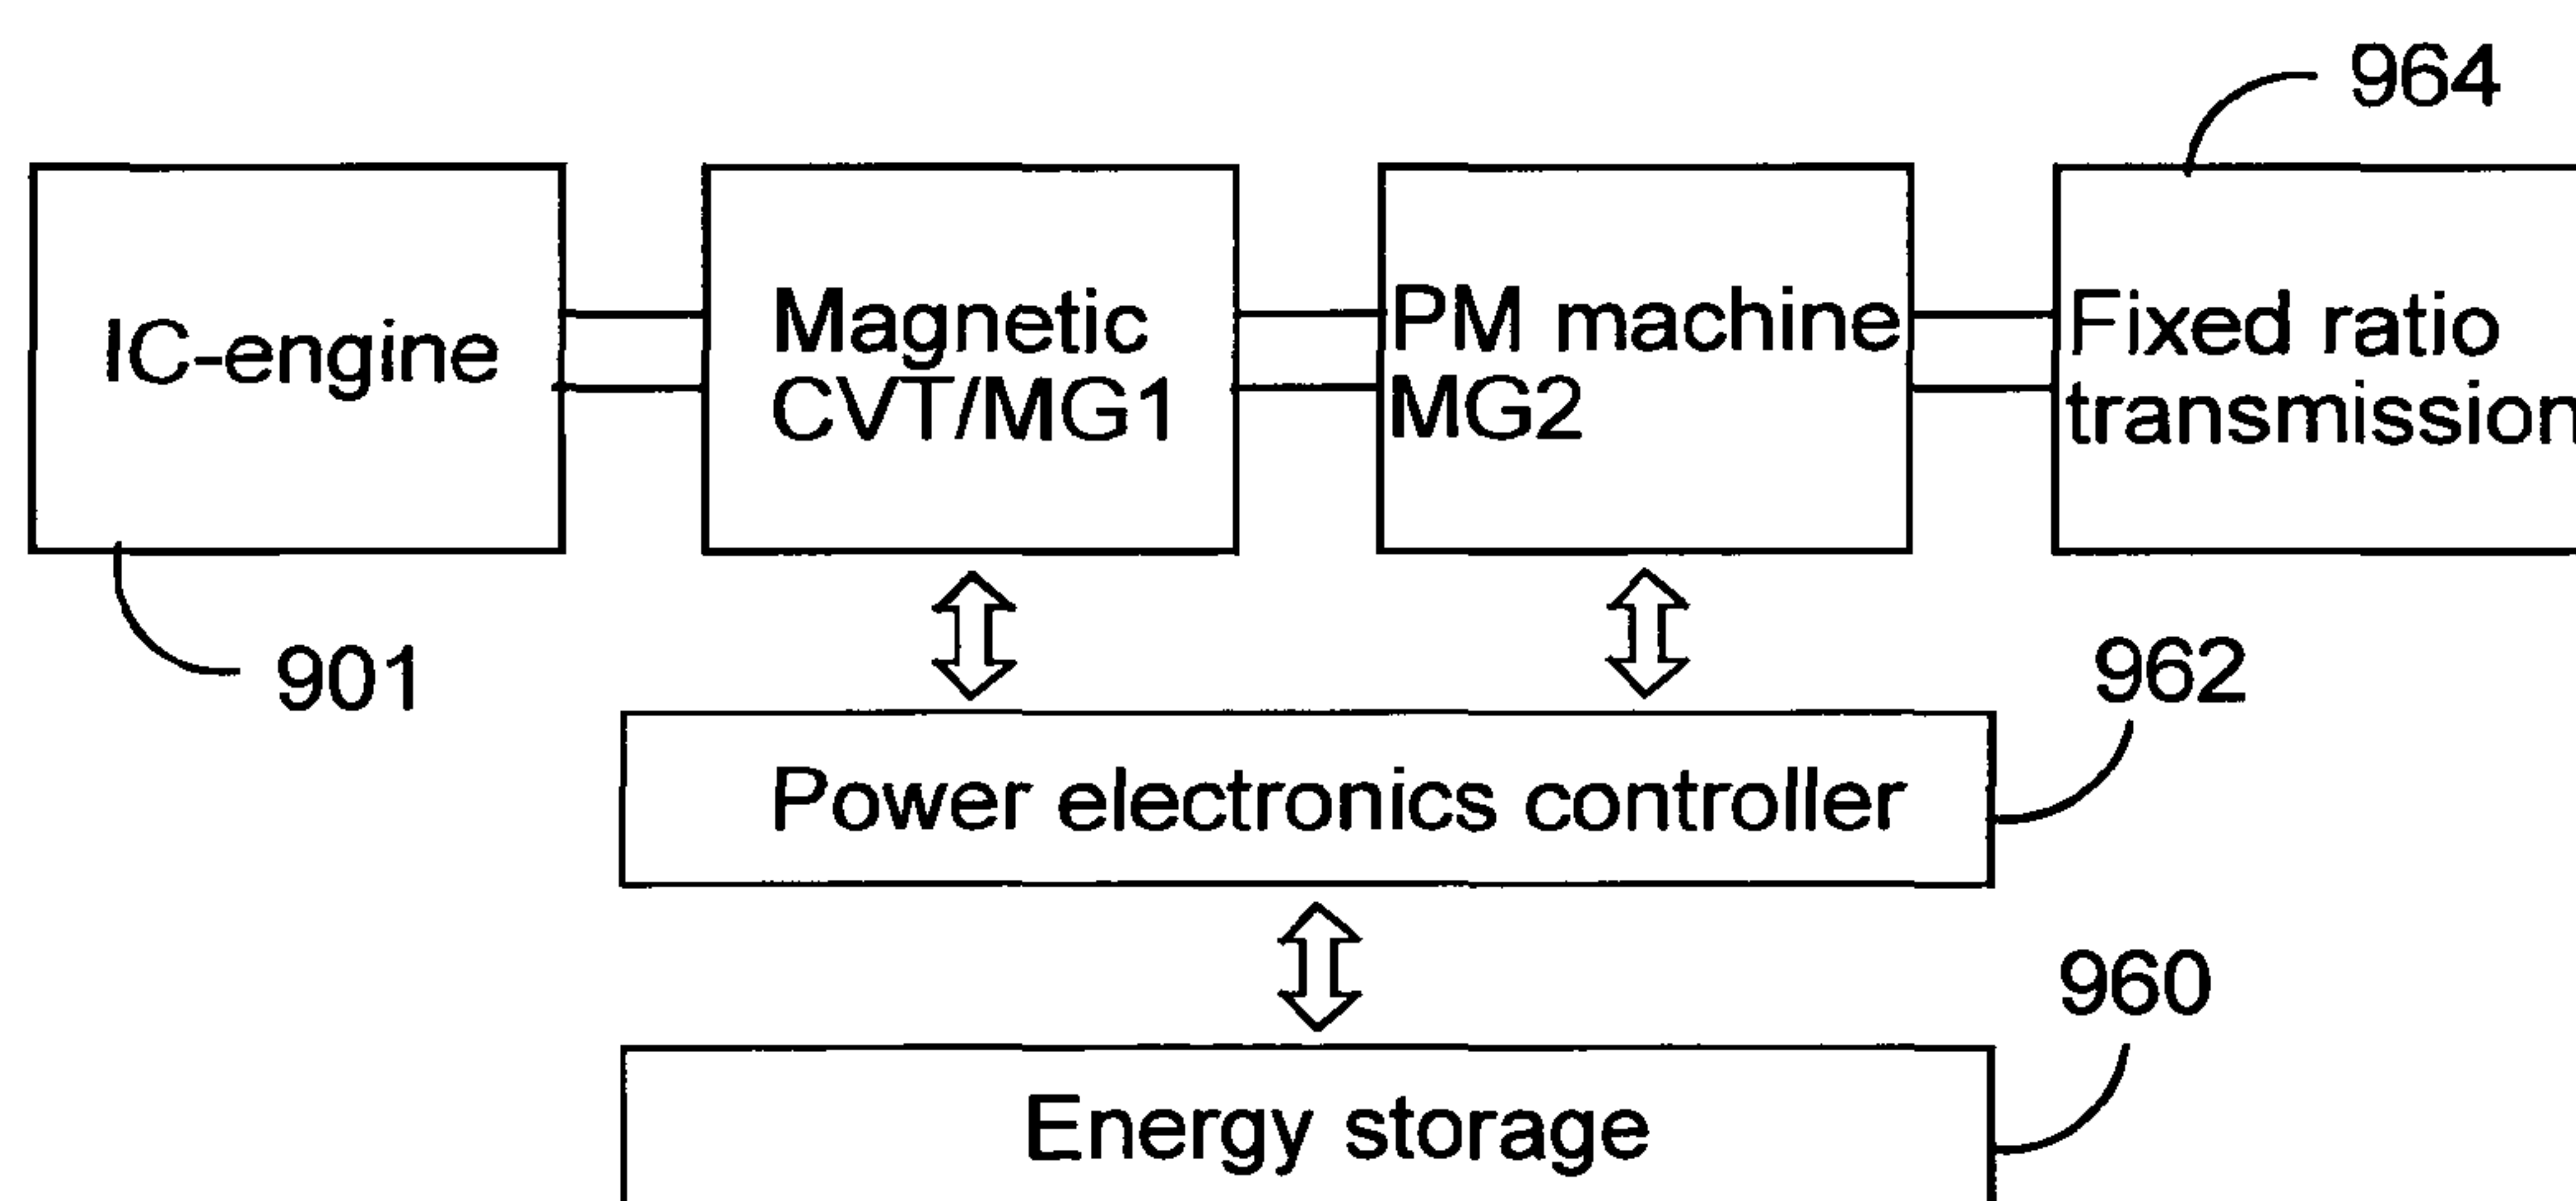 964
IC-engine
Magnetic
CVT/MG1
PM machine
MG2
Fixed ratio
transmission
901
962
Power electronics controller
960
Energy storage